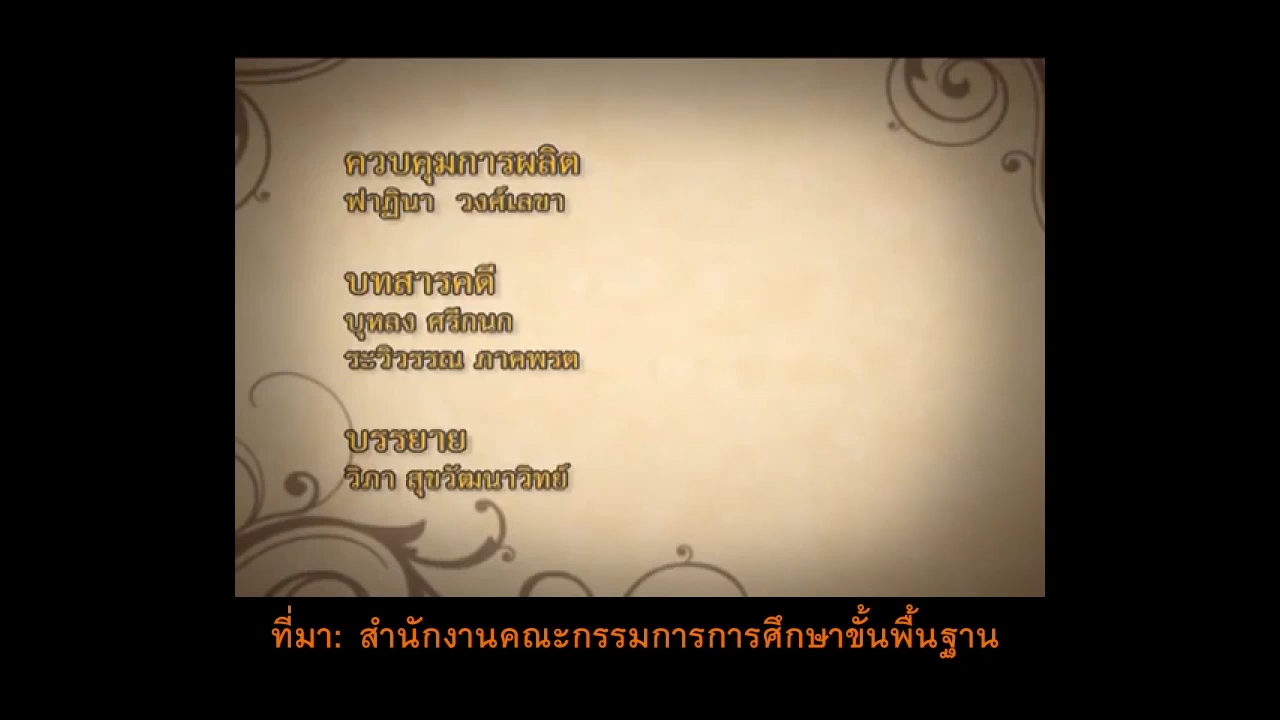 ควบคุมการผลิต
ฟาฏินา วงศ์เลขา
บทสารคดี
บุหลง ศรีกนก
ระวิวรรณ ภาคพรต
บรรยาย
วิภา สุขวัฒนาวิทย์
ที่มา: สำนักงานคณะกรรมการการศึกษาขั้นพื้นฐาน